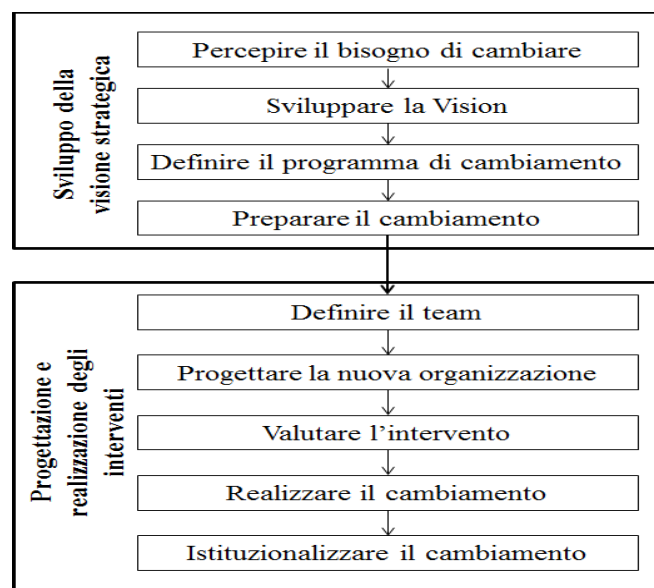 Sviluppo della
visione strategica
Percepire il bisogno di cambiare
Sviluppare la Vision
Definire il programma di cambiamento
Preparare il cambiamento
Progettazione e
realizzazione degli
interventi
Definire il team
Progettare la nuova organizzazione
Valutare l'intervento
Realizzare il cambiamento
Istituzionalizzare il cambiamento